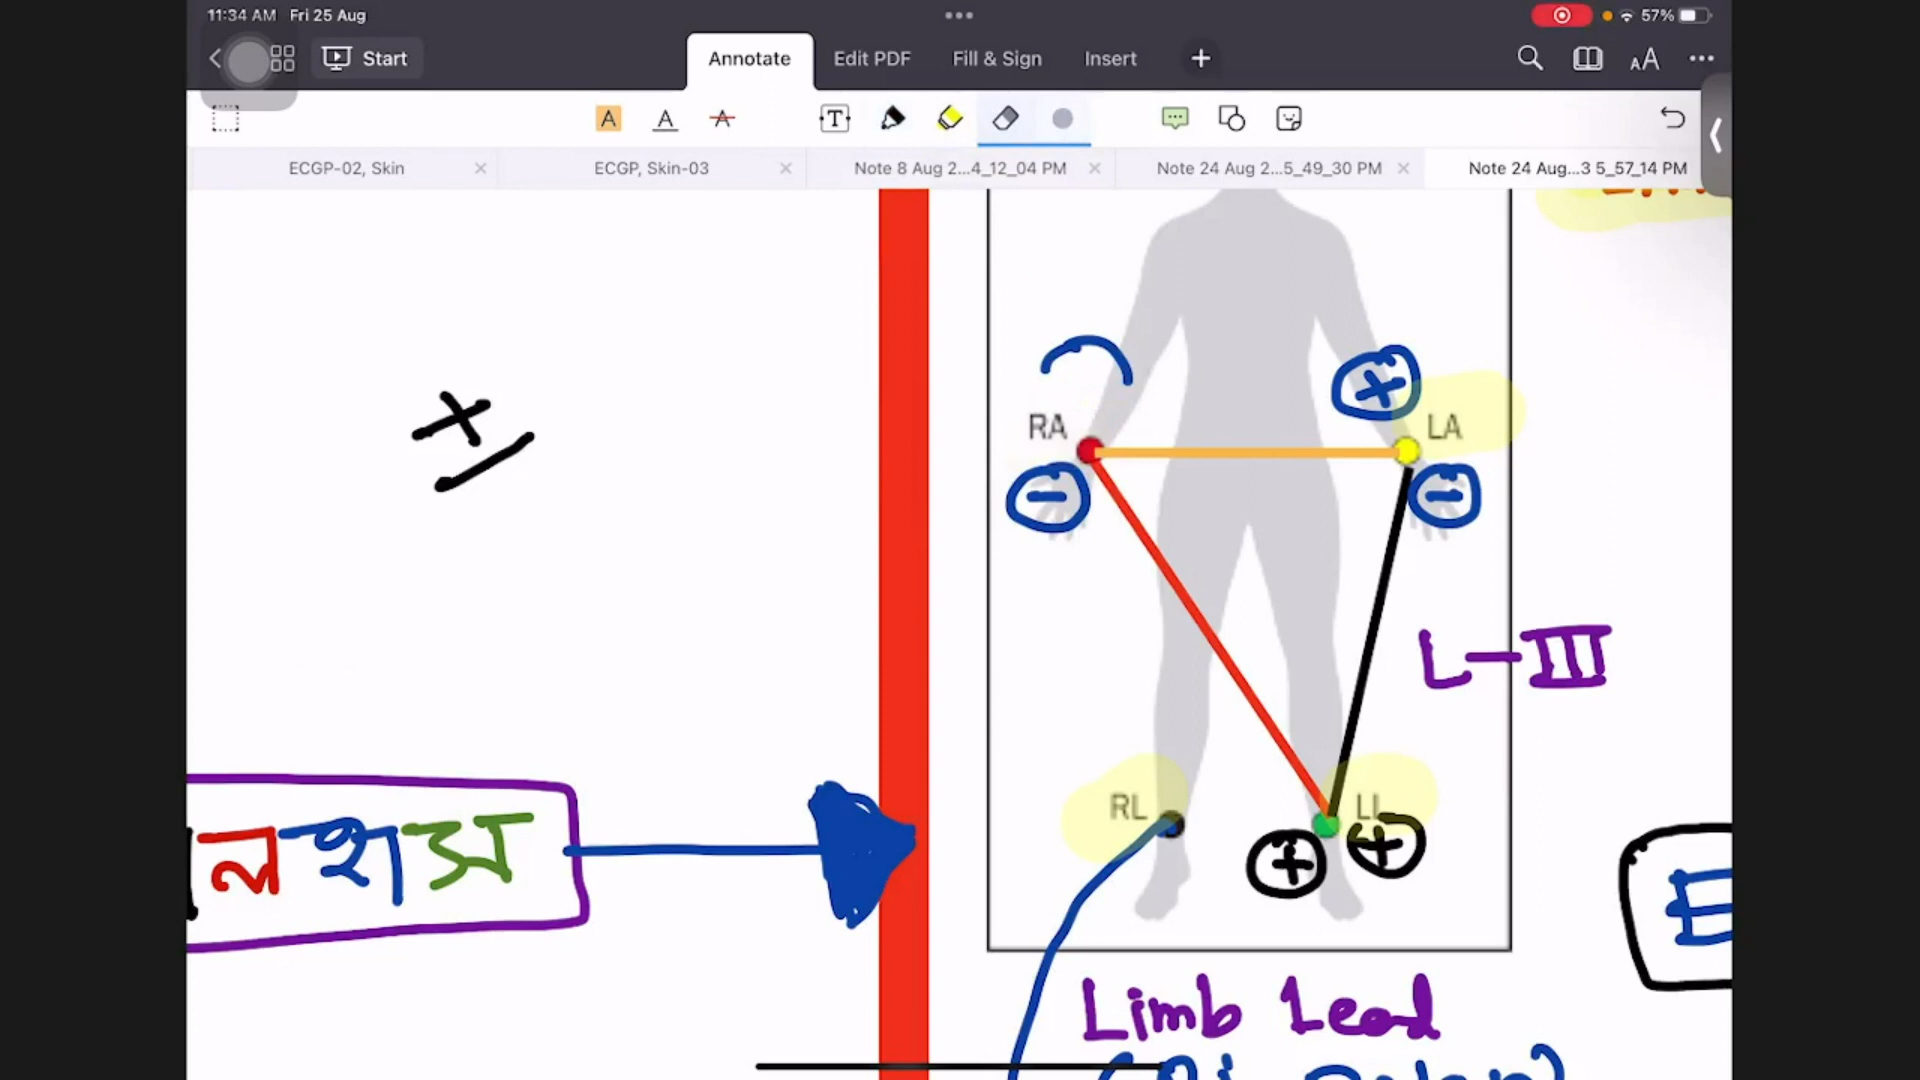 11:34 AM Fri 25 Aug
57%
Start
Annotate
Edit PDF
Fill & Sign
Insert
ECGP-02, Skin
ECGP, Skin-03
Note 8 Aug 2...4_12_04 PM
Note 24 Aug 2...5_49_30 PM
Note 24 Aug...3 5_57_14 PM
RA
LA
L-III
RL
LL
Limb Lead